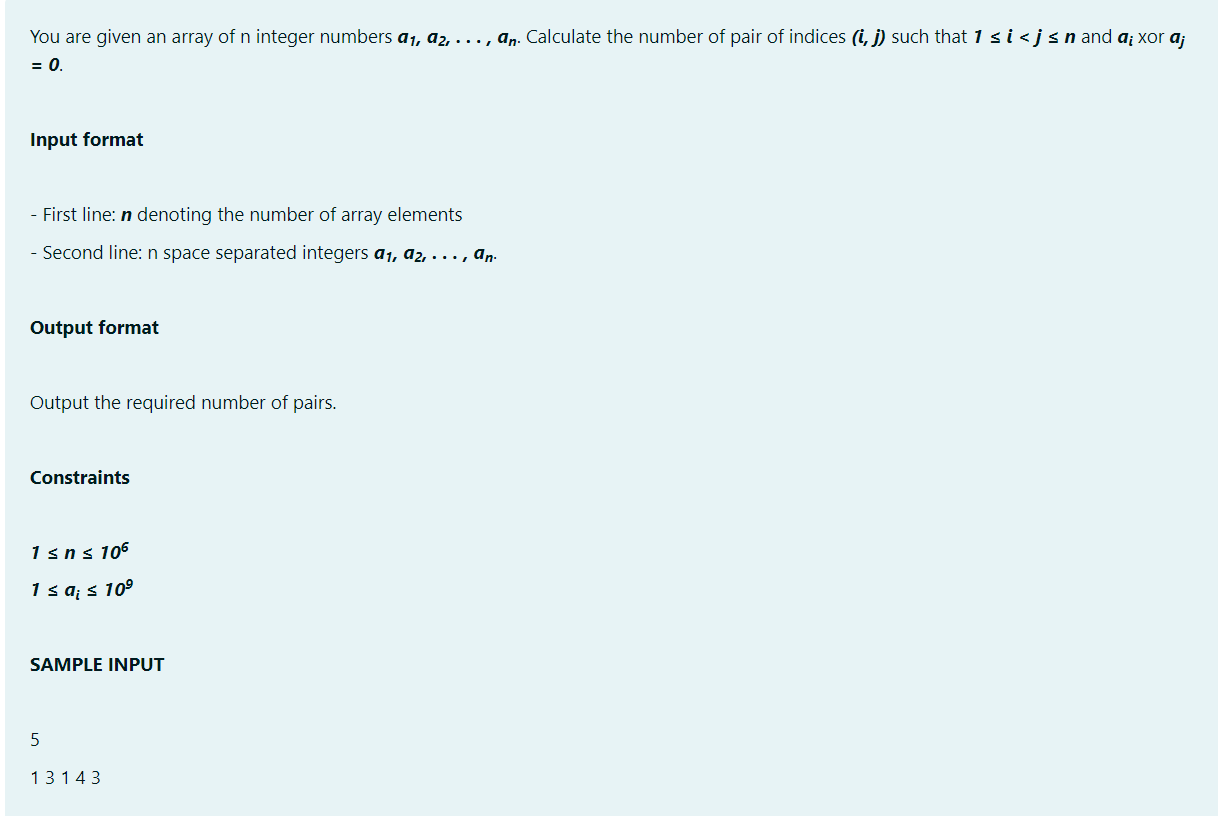 You are given an array of n integer numbers a1, a2, . . . , an. Calculate the number of pair of indices (i, j) such that 1 ≤ i < j ≤ n and ai xor aj
= 0.
Input format
- First line: n denoting the number of array elements
- Second line: n space separated integers a1, a2, . . . , an.
Output format
Output the required number of pairs.
Constraints
1 ≤ n ≤ 10⁶
1 ≤ ai ≤ 10⁹
SAMPLE INPUT
5
1 3 1 4 3